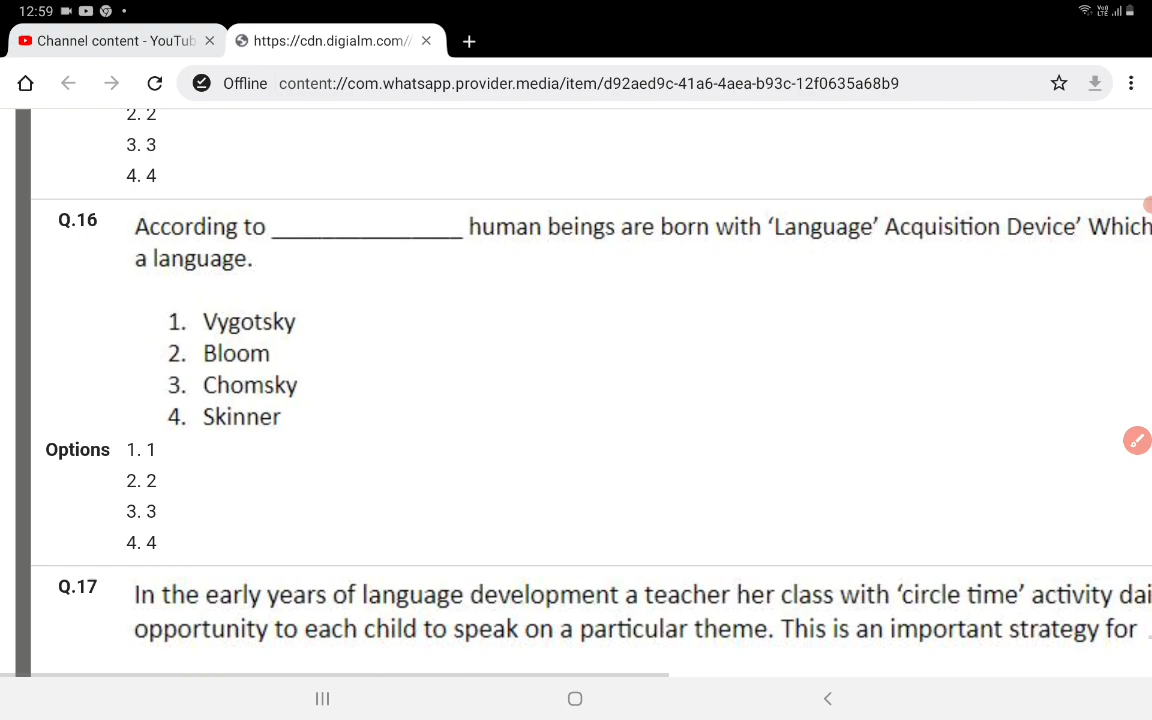 12:59
Channel content - YouTub
https://cdn.digialm.com//
Offline content://com.whatsapp.provider.media/item/d92aed9c-41a6-4aea-b93c-12f0635a68b9
2. 2
3. 3
4. 4
Q.16 According to _______________ human beings are born with ‘Language’ Acquisition Device’ Which
a language.
1. Vygotsky
2. Bloom
3. Chomsky
4. Skinner
Options 1. 1
2. 2
3. 3
4. 4
Q.17 In the early years of language development a teacher her class with ‘circle time’ activity dai
opportunity to each child to speak on a particular theme. This is an important strategy for